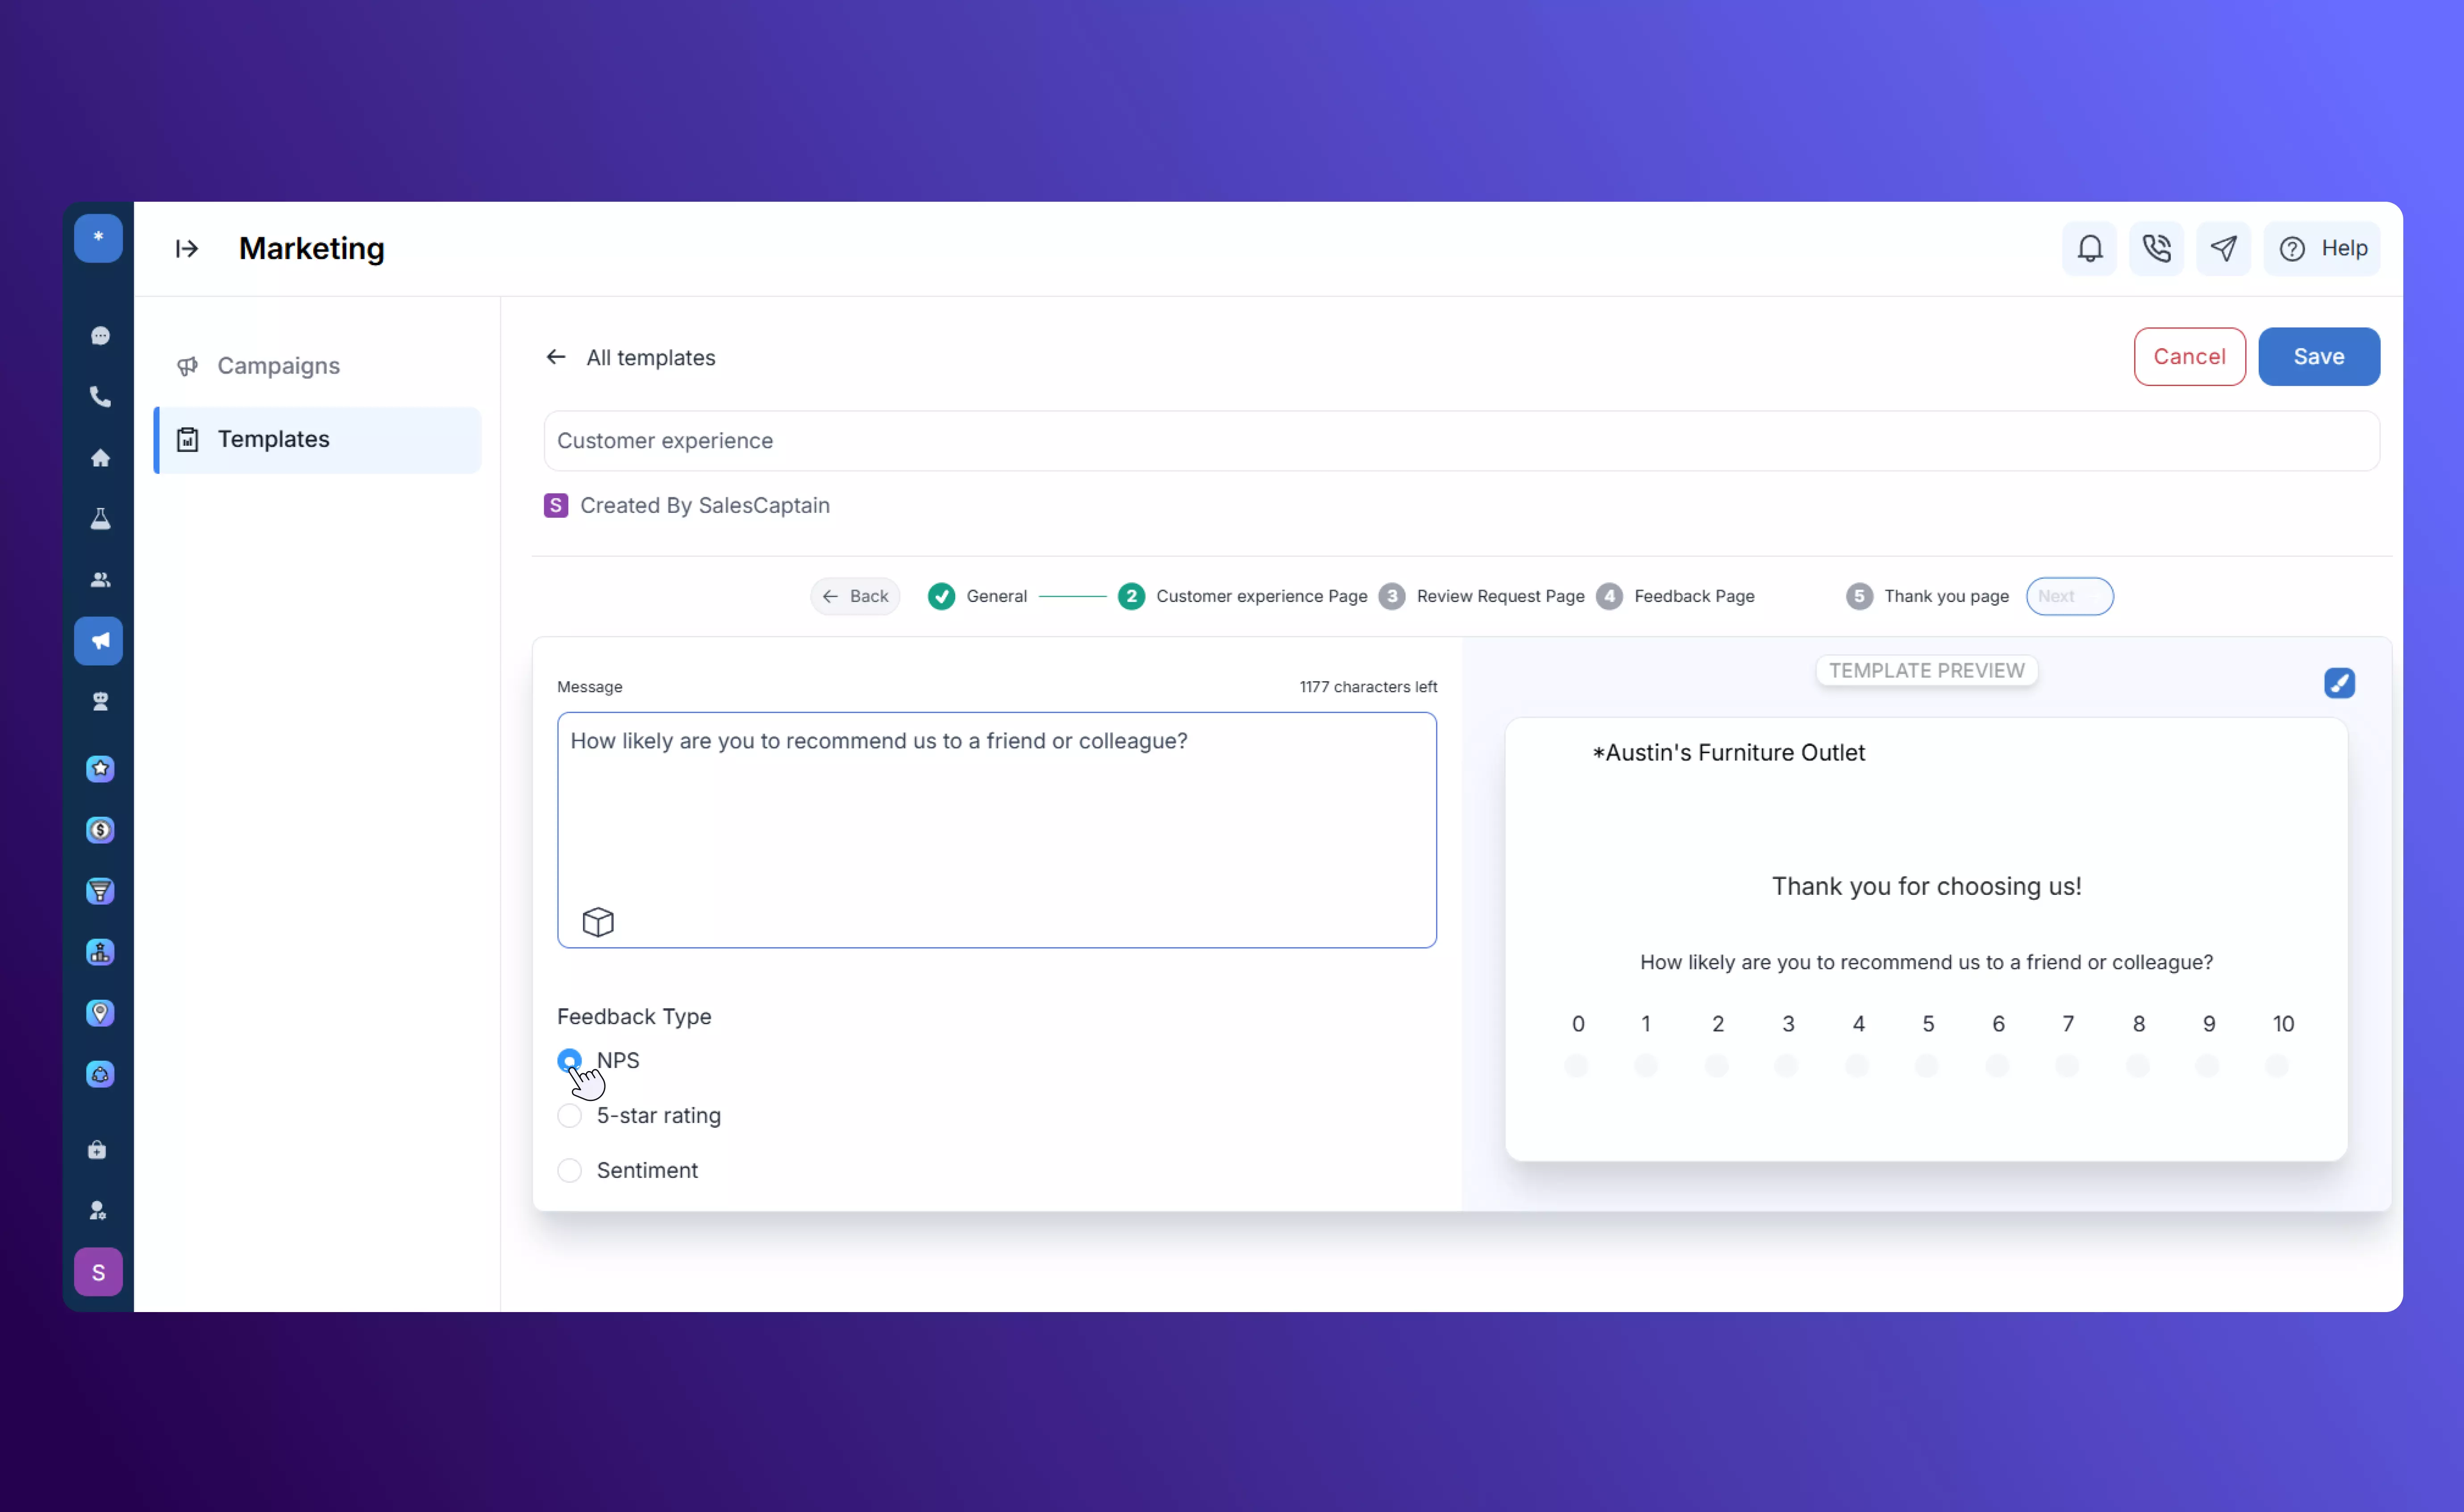 *
Marketing
Help
Campaigns
Templates
All templates
Cancel
Save
Customer experience
S Created By SalesCaptain
Back
General
2 Customer experience Page
3 Review Request Page
4 Feedback Page
5 Thank you page
Next
Message
1177 characters left
How likely are you to recommend us to a friend or colleague?
Feedback Type
NPS
5-star rating
Sentiment
TEMPLATE PREVIEW
*Austin's Furniture Outlet
Thank you for choosing us!
How likely are you to recommend us to a friend or colleague?
0 1 2 3 4 5 6 7 8 9 10
S